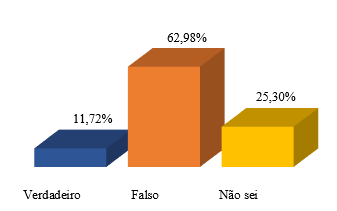 62,98%
11,72%
25,30%
Verdadeiro Falso Não sei